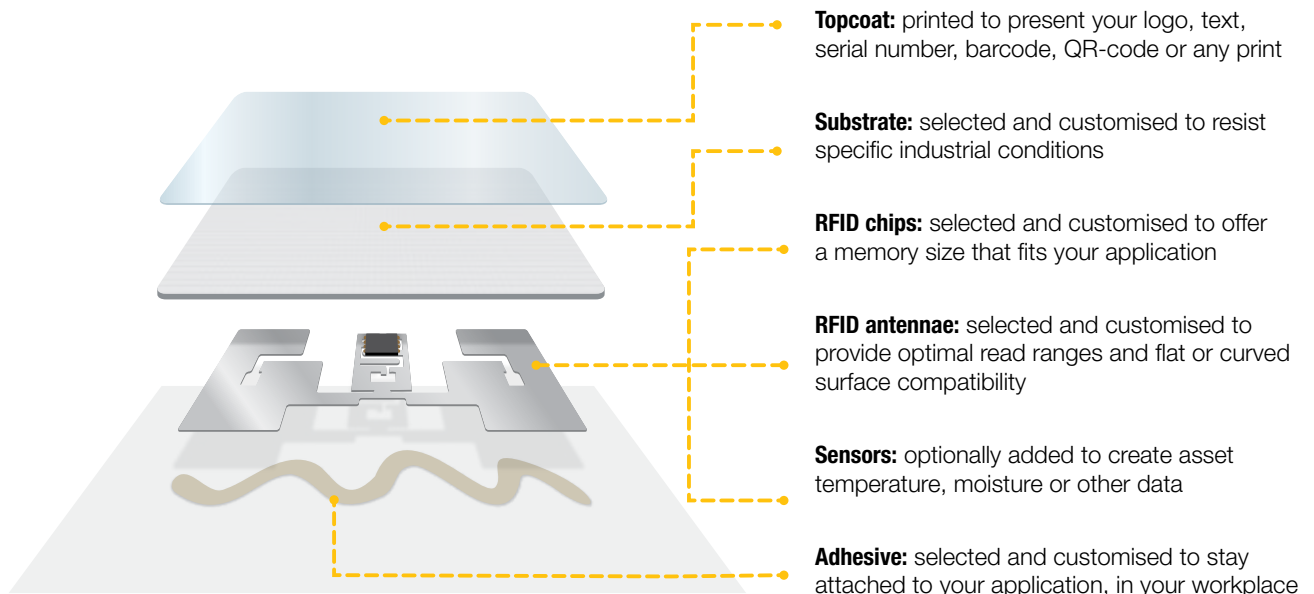 Topcoat: printed to present your logo, text,
serial number, barcode, QR-code or any print
Substrate: selected and customised to resist
specific industrial conditions
RFID chips: selected and customised to offer
a memory size that fits your application
RFID antennae: selected and customised to
provide optimal read ranges and flat or curved
surface compatibility
Sensors: optionally added to create asset
temperature, moisture or other data
Adhesive: selected and customised to stay
attached to your application, in your workplace